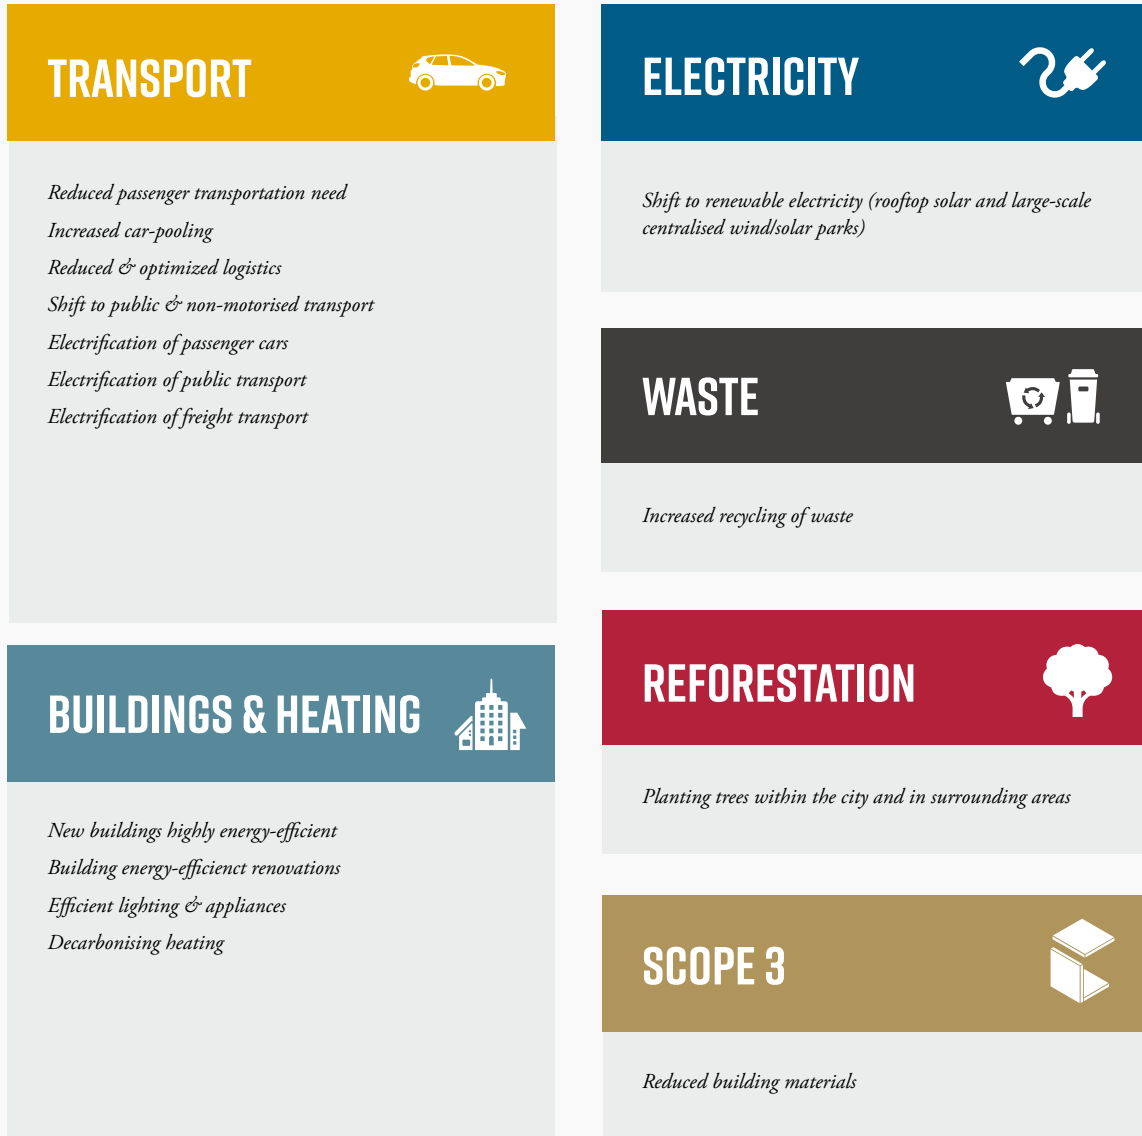 TRANSPORT
Reduced passenger transportation need
Increased car-pooling
Reduced & optimized logistics
Shift to public & non-motorised transport
Electrification of passenger cars
Electrification of public transport
Electrification of freight transport
BUILDINGS & HEATING
New buildings highly energy-efficient
Building energy-efficienct renovations
Efficient lighting & appliances
Decarbonising heating
ELECTRICITY
Shift to renewable electricity (rooftop solar and large-scale
centralised wind/solar parks)
WASTE
Increased recycling of waste
REFORESTATION
Planting trees within the city and in surrounding areas
SCOPE 3
Reduced building materials